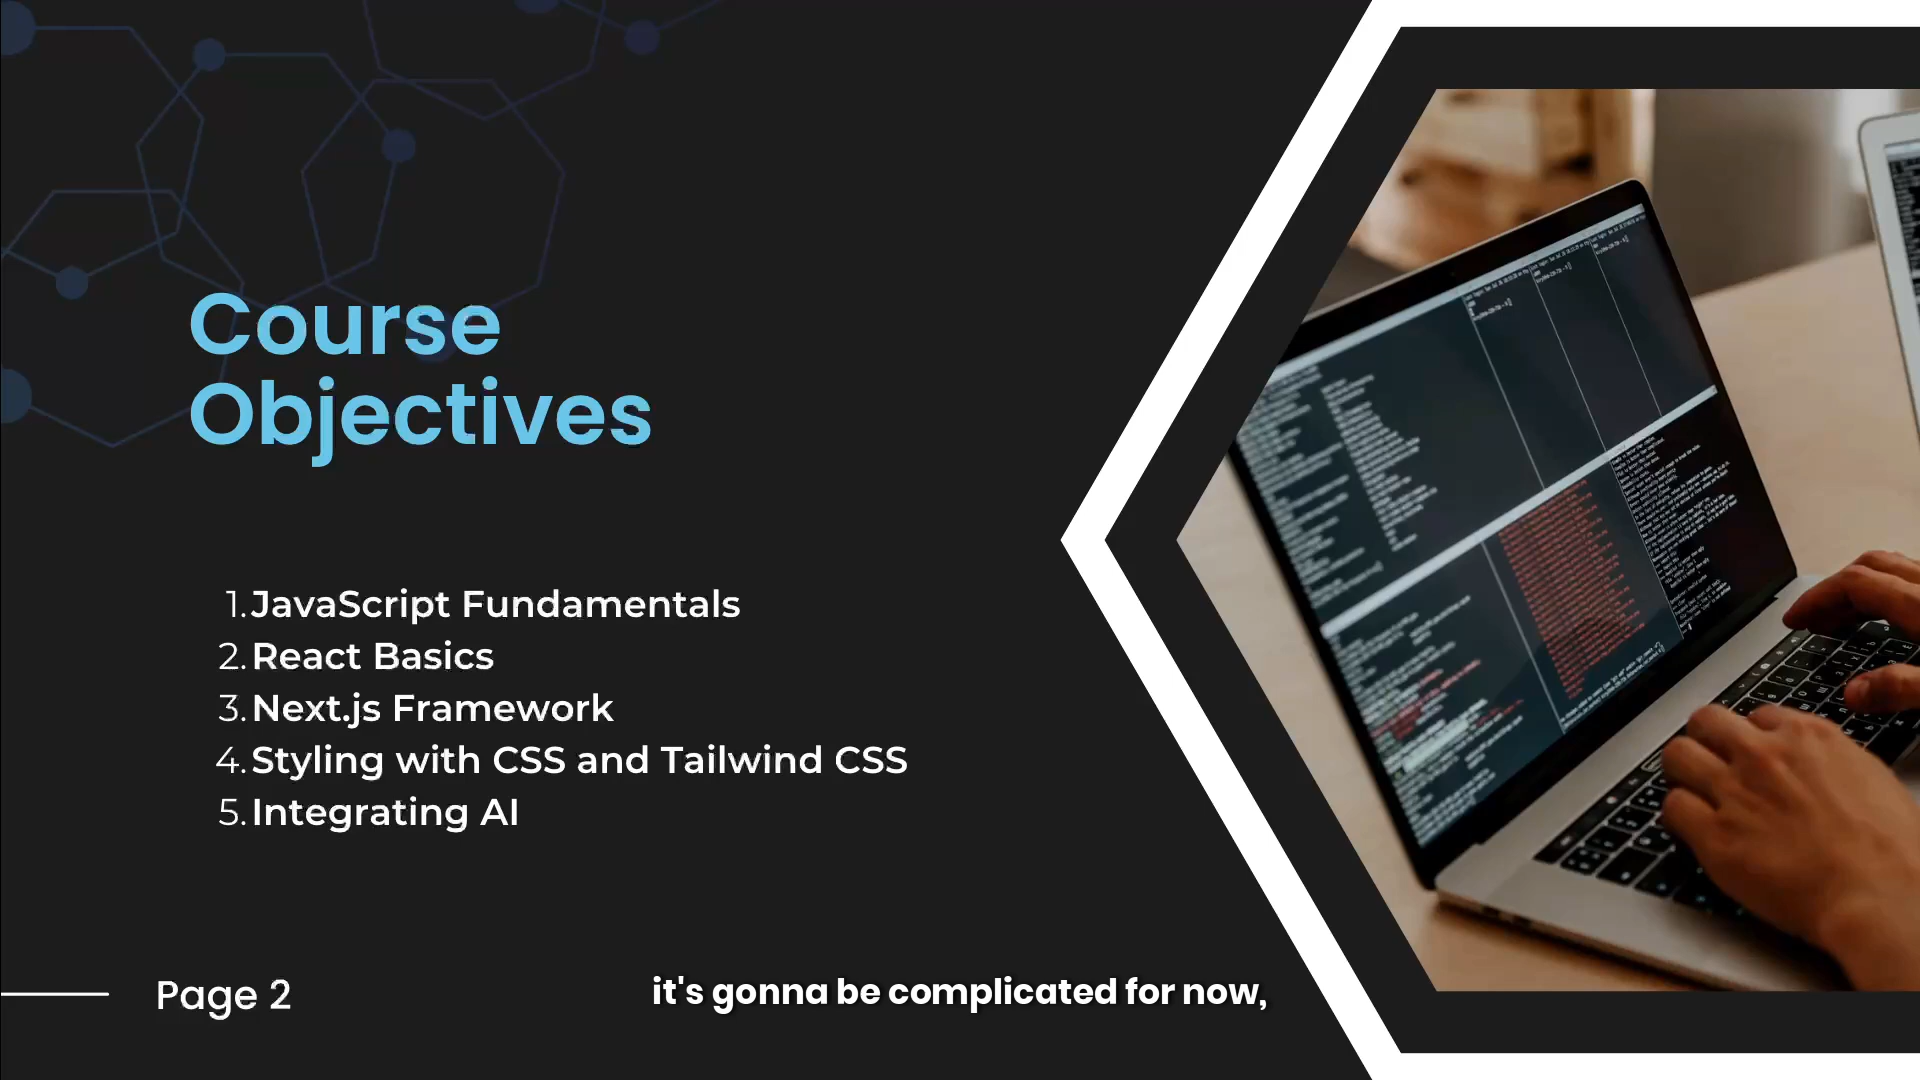 Course
Objectives
1. JavaScript Fundamentals
2. React Basics
3. Next.js Framework
4. Styling with CSS and Tailwind CSS
5. Integrating AI
Page 2
it's gonna be complicated for now,